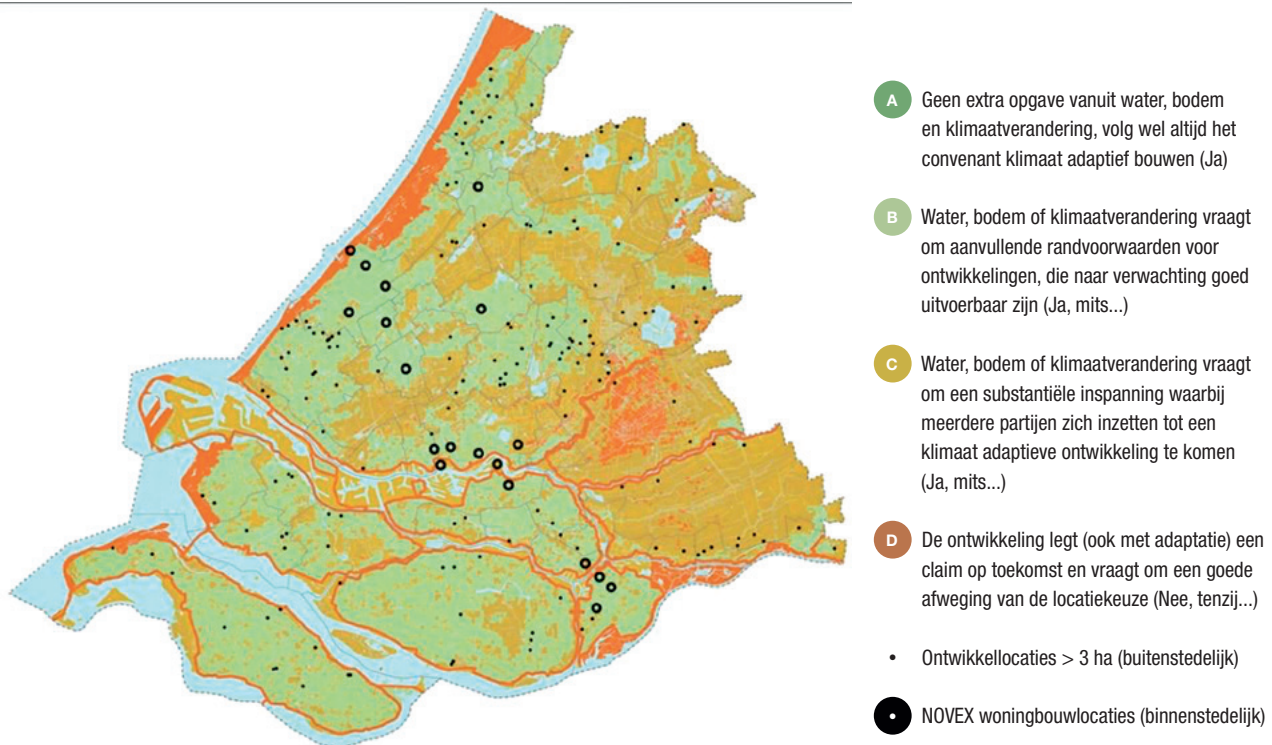 A Geen extra opgave vanuit water, bodem
en klimaatverandering, volg wel altijd het
convenant klimaat adaptief bouwen (Ja)
B Water, bodem of klimaatverandering vraagt
om aanvullende randvoorwaarden voor
ontwikkelingen, die naar verwachting goed
uitvoerbaar zijn (Ja, mits...)
C Water, bodem of klimaatverandering vraagt
om een substantiële inspanning waarbij
meerdere partijen zich inzetten tot een
klimaat adaptieve ontwikkeling te komen
(Ja, mits...)
D De ontwikkeling legt (ook met adaptatie) een
claim op toekomst en vraagt om een goede
afweging van de locatiekeuze (Nee, tenzij...)
• Ontwikkellocaties > 3 ha (buitenstedelijk)
NOVEX woningbouwlocaties (binnenstedelijk)